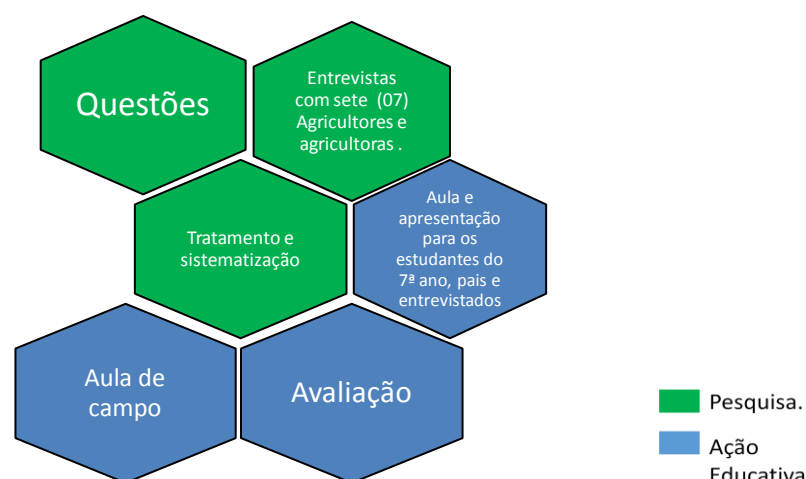 Questões
Entrevistas
com sete (07)
Agricultores e
agricultoras .
Tratamento e
sistematização
Aula e
apresentação
para os
estudantes do
7ª ano, pais e
entrevistados
Aula de
campo
Avaliação
Pesquisa.
Ação
Educativa